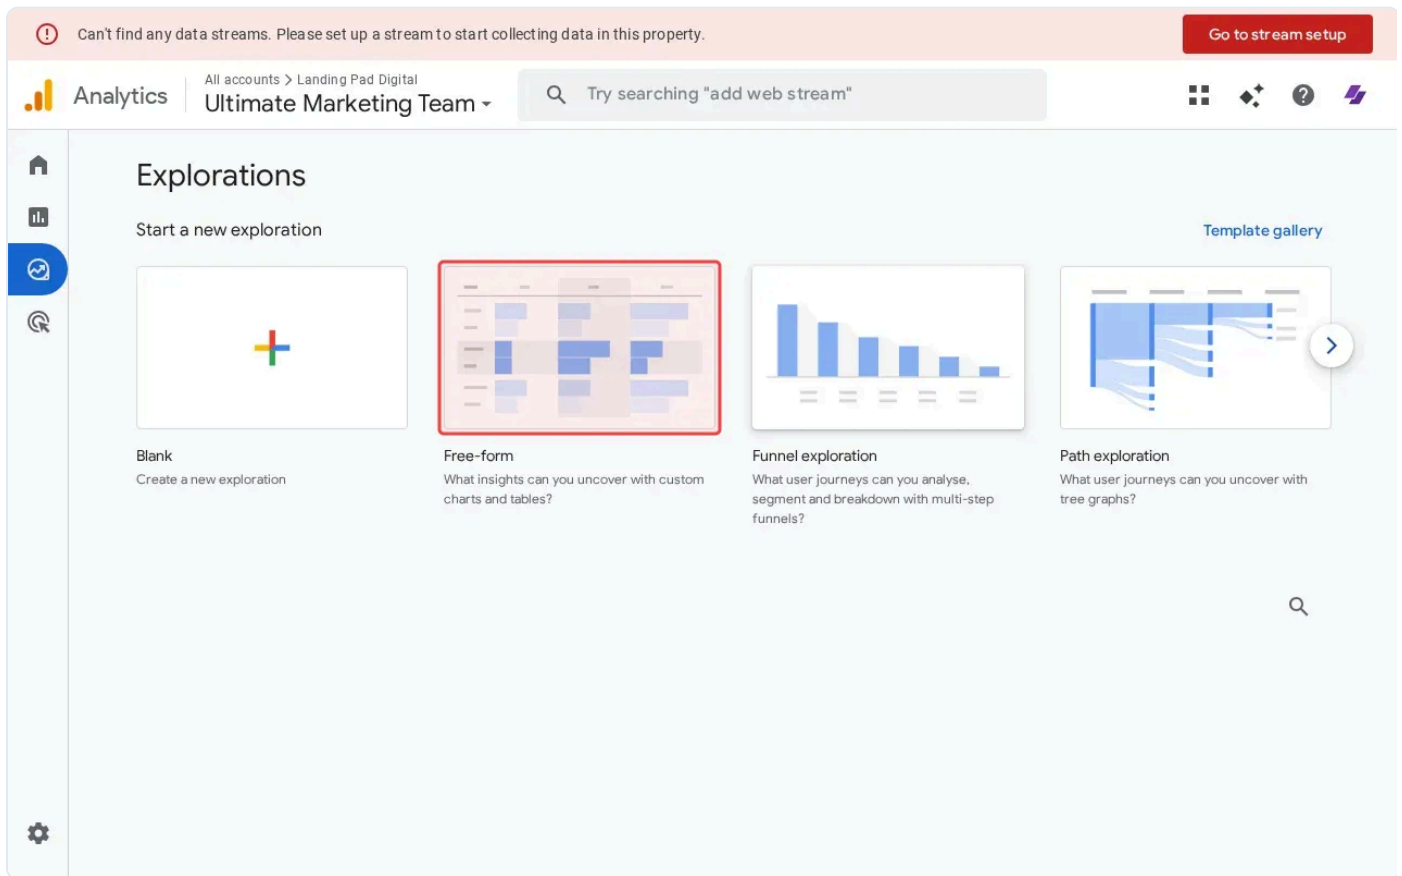 Can't find any data streams. Please set up a stream to start collecting data in this property.
Go to stream setup
Analytics
All accounts > Landing Pad Digital
Ultimate Marketing Team
Try searching "add web stream"
Explorations
Start a new exploration
Template gallery
Blank
Create a new exploration
Free-form
What insights can you uncover with custom
charts and tables?
Funnel exploration
What user journeys can you analyse,
segment and breakdown with multi-step
funnels?
Path exploration
What user journeys can you uncover with
tree graphs?